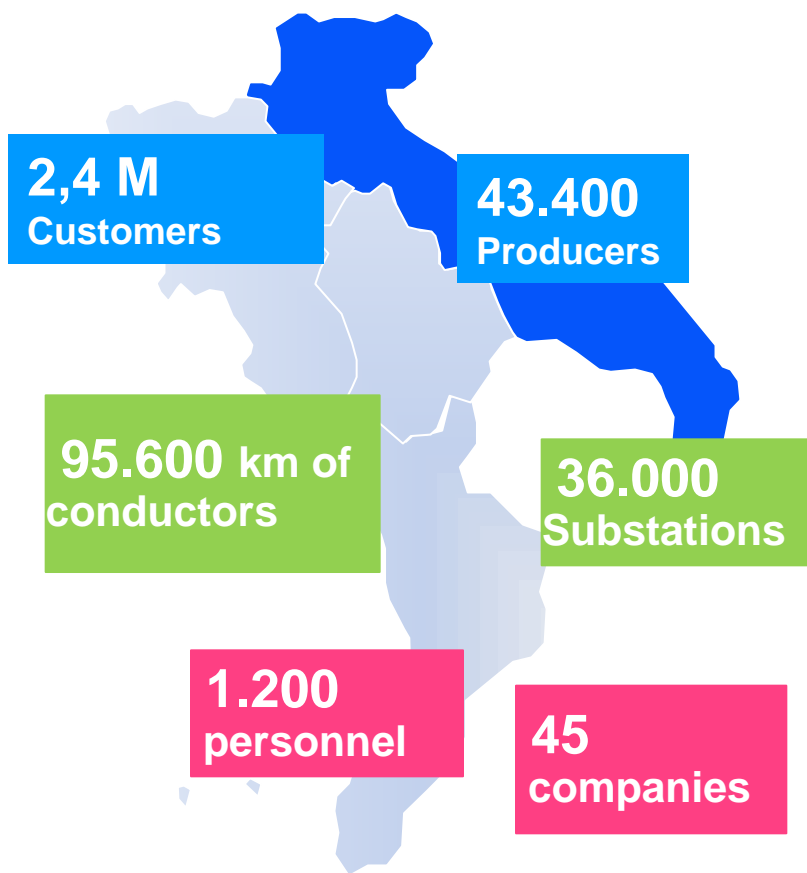 2,4 M
Customers
43.400
Producers
95.600 km of
conductors
36.000
Substations
1.200
personnel
45
companies